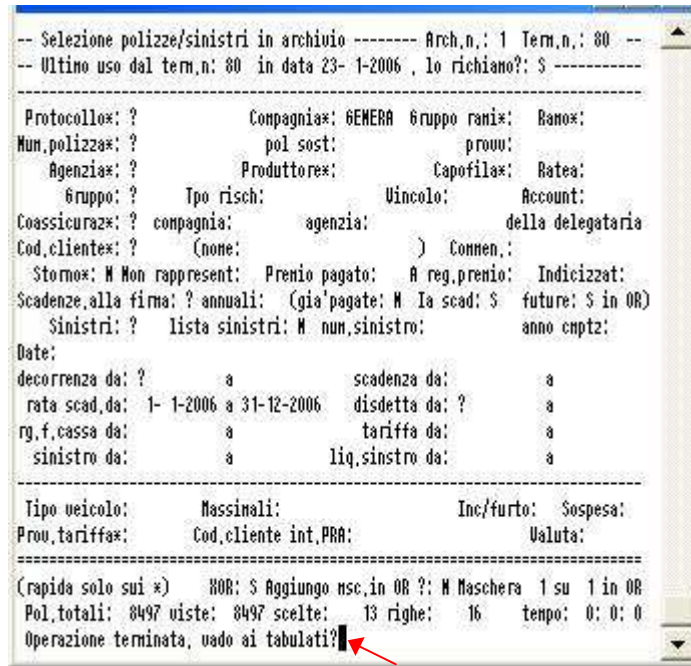 -- Selezione polizze/sinistri in archivio -------- Arch.n.: 1 Term.n.: 80 --
-- Ultimo uso dal term.n: 80 in data 23- 1-2006 , lo richiamo?: S -----------
Protocollo*: ? Compagnia*: GENERA Gruppo rami*: Ramo*:
Num.polizza*: ? pol sost: provv:
Agenzia*: ? Produttore*: Capofila*: Ratea:
Gruppo: ? Tpo risch: Vincolo: Account:
Coassicuraz*: ? compagnia: agenzia: della delegataria
Cod.cliente*: ? (nome: ) Commen.:
Storno*: N Non rappresent: Premio pagato: A reg.premio: Indicizzat:
Scadenze.alla firma: ? annuali: (gia'pagate: N Ia scad: S future: S in OR)
Sinistri: ? lista sinistri: N num.sinistro: anno cmptz:
Date:
decorrenza da: ? a scadenza da: a
rata scad.da: 1- 1-2006 a 31-12-2006 disdetta da: ? a
rg.f.cassa da: a tariffa da: a
sinistro da: a liq.sinstro da: a
Tipo veicolo: Massimali: Inc/furto: Sospesa:
Prov.tariffa*: Cod.cliente int.PRA: Valuta:
(rapida solo sui *) XOR: S Aggiungo msc.in OR ?: N Maschera 1 su 1 in OR
Pol.totali: 8497 viste: 8497 scelte: 13 righe: 16 tempo: 0: 0: 0
Operazione terminata, vado ai tabulati?